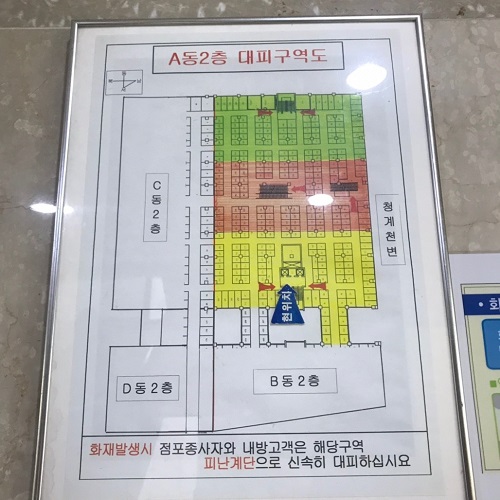 A동2층 대피구역도
C동2층
청계천변
현위치
D동2층
B동2층
화재발생시 점포종사자와 내방고객은 해당구역
피난계단으로 신속히 대피하십시요
화